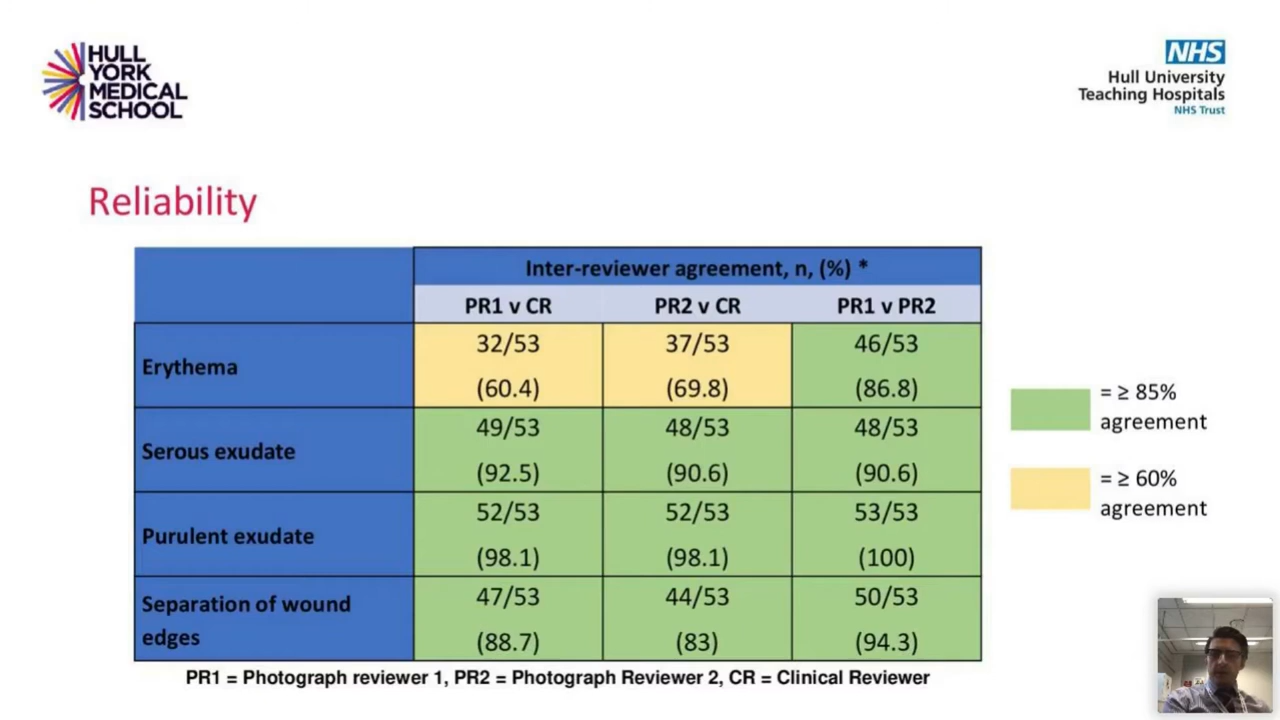 HULL
YORK
MEDICAL
SCHOOL
NHS
Hull University
Teaching Hospitals
NHS Trust
Reliability
Inter-reviewer agreement, n, (%) *
PR1 v CR PR2 v CR PR1 v PR2
Erythema
32/53 37/53 46/53
(60.4) (69.8) (86.8)
Serous exudate
49/53 48/53 48/53
(92.5) (90.6) (90.6)
Purulent exudate
52/53 52/53 53/53
(98.1) (98.1) (100)
Separation of wound
edges
47/53 44/53 50/53
(88.7) (83) (94.3)
= ≥ 85%
agreement
= ≥ 60%
agreement
PR1 = Photograph reviewer 1, PR2 = Photograph Reviewer 2, CR = Clinical Reviewer